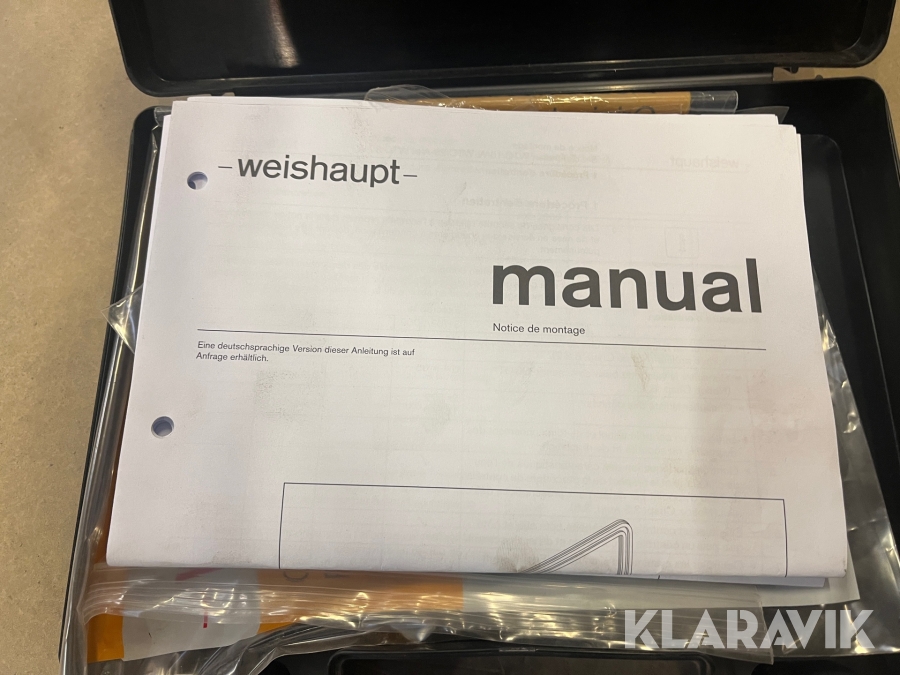 –weishaupt–
manual
Notice de montage
Eine deutschsprachige Version dieser Anleitung ist auf
Anfrage erhältlich.
KLARAVIK